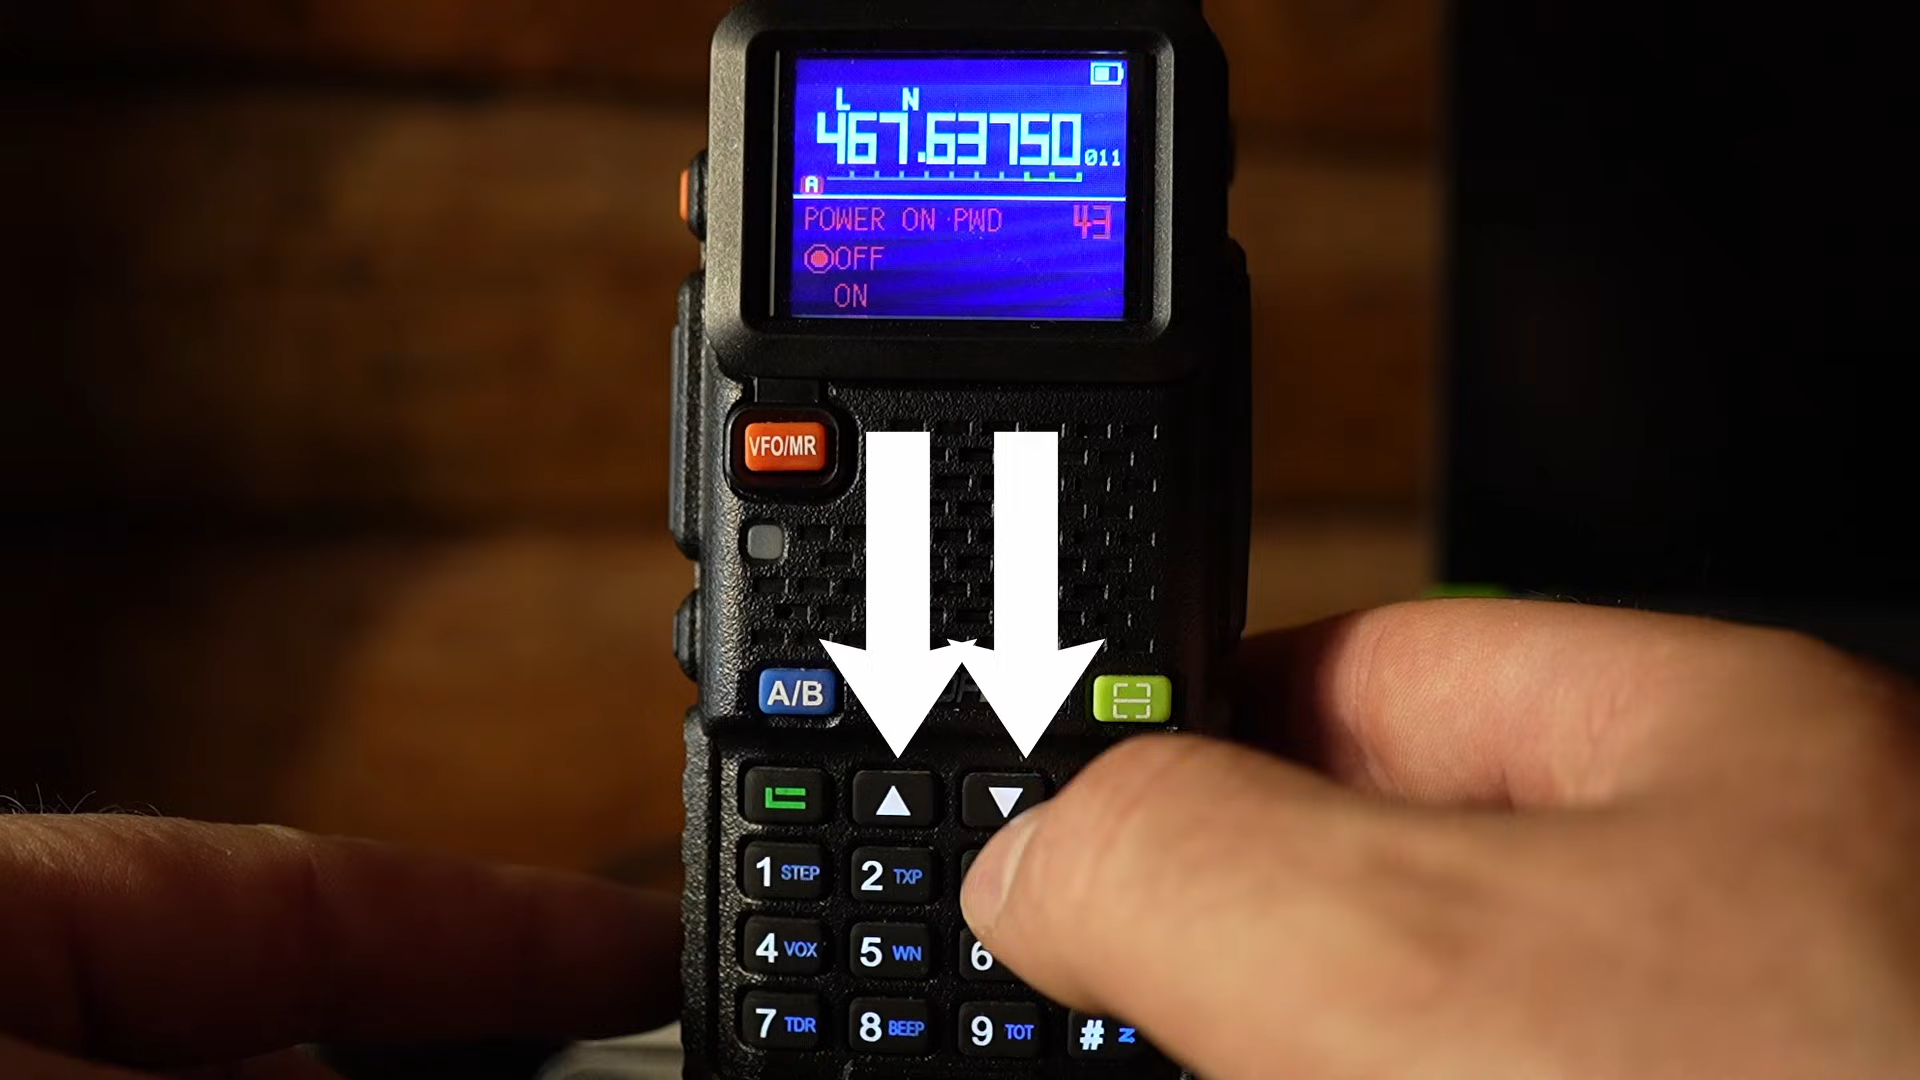 L N
467.63750 011
A
POWER ON PWD 43
OFF
ON
VFO/MR
A/B
1 STEP 2 TXP
4 VOX 5 WN 6
7 TDR 8 BEEP 9 TOT #